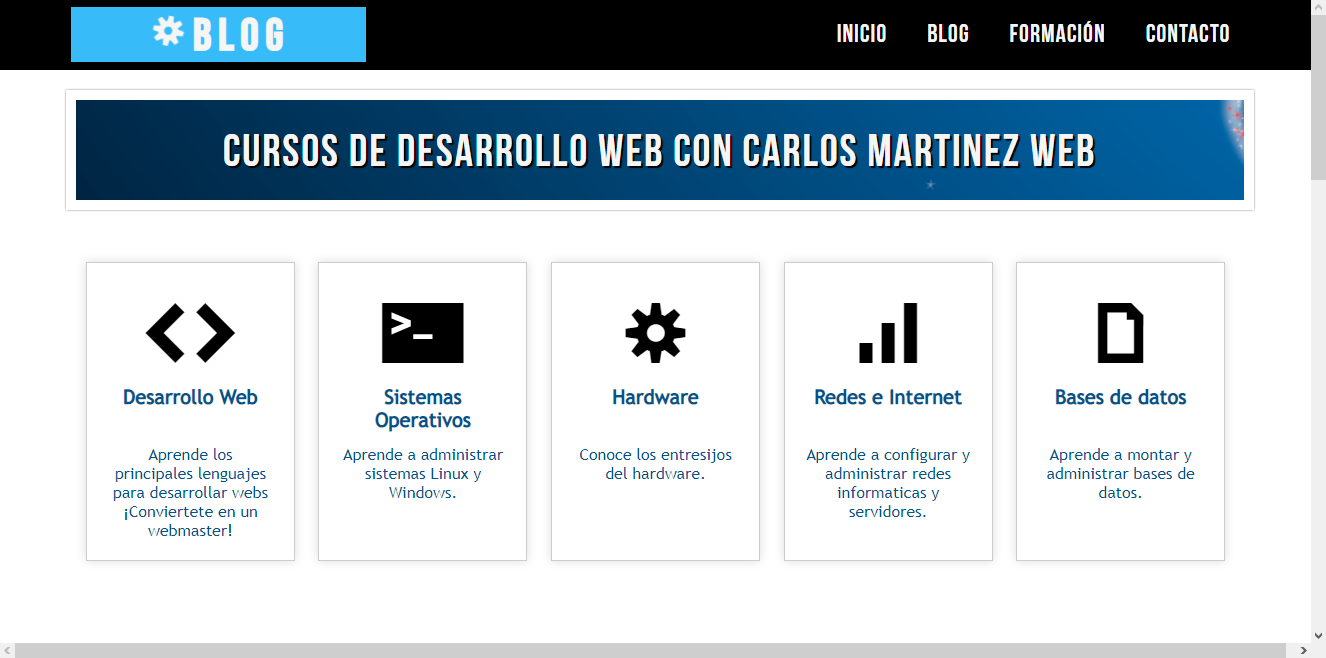 BLOG
INICIO BLOG FORMACIÓN CONTACTO
CURSOS DE DESARROLLO WEB CON CARLOS MARTINEZ WEB
>_
Desarrollo Web
Aprende los
principales lenguajes
para desarrollar webs
¡Conviertete en un
webmaster!
Sistemas
Operativos
Aprende a administrar
sistemas Linux y
Windows.
Hardware
Conoce los entresijos
del hardware.
Redes e Internet
Aprende a configurar y
administrar redes
informaticas y
servidores.
Bases de datos
Aprende a montar y
administrar bases de
datos.